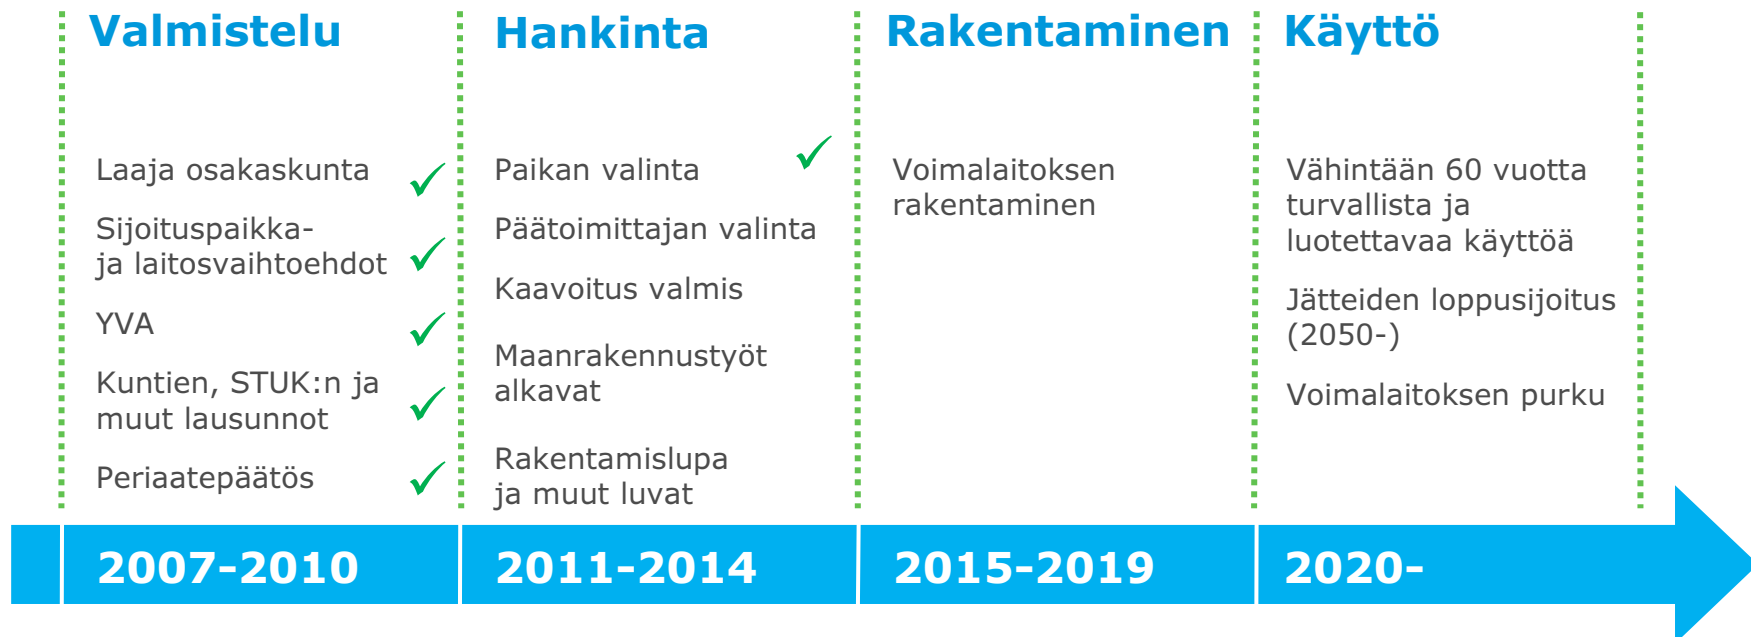 Valmistelu
Laaja osakaskunta
Sijoituspaikka-
ja laitosvaihtoehdot
YVA
Kuntien, STUK:n ja
muut lausunnot
Periaatepäätös
2007-2010
Hankinta
Paikan valinta
Päätoimittajan valinta
Kaavoitus valmis
Maanrakennustyöt
alkavat
Rakentamislupa
ja muut luvat
2011-2014
Rakentaminen
Voimalaitoksen
rakentaminen
2015-2019
Käyttö
Vähintään 60 vuotta
turvallista ja
luotettavaa käyttöä
Jätteiden loppusijoitus
(2050-)
Voimalaitoksen purku
2020-